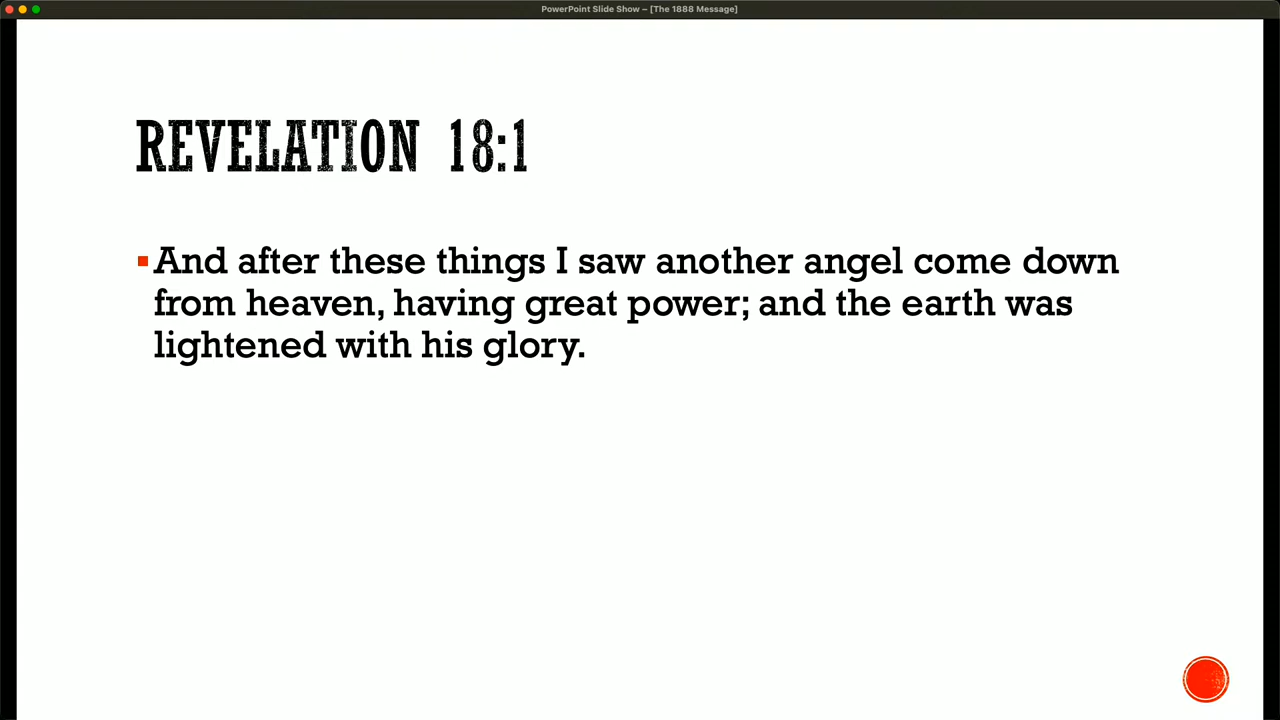 PowerPoint Slide Show – [The 1888 Message]
REVELATION 18:1
And after these things I saw another angel come down
from heaven, having great power; and the earth was
lightened with his glory.